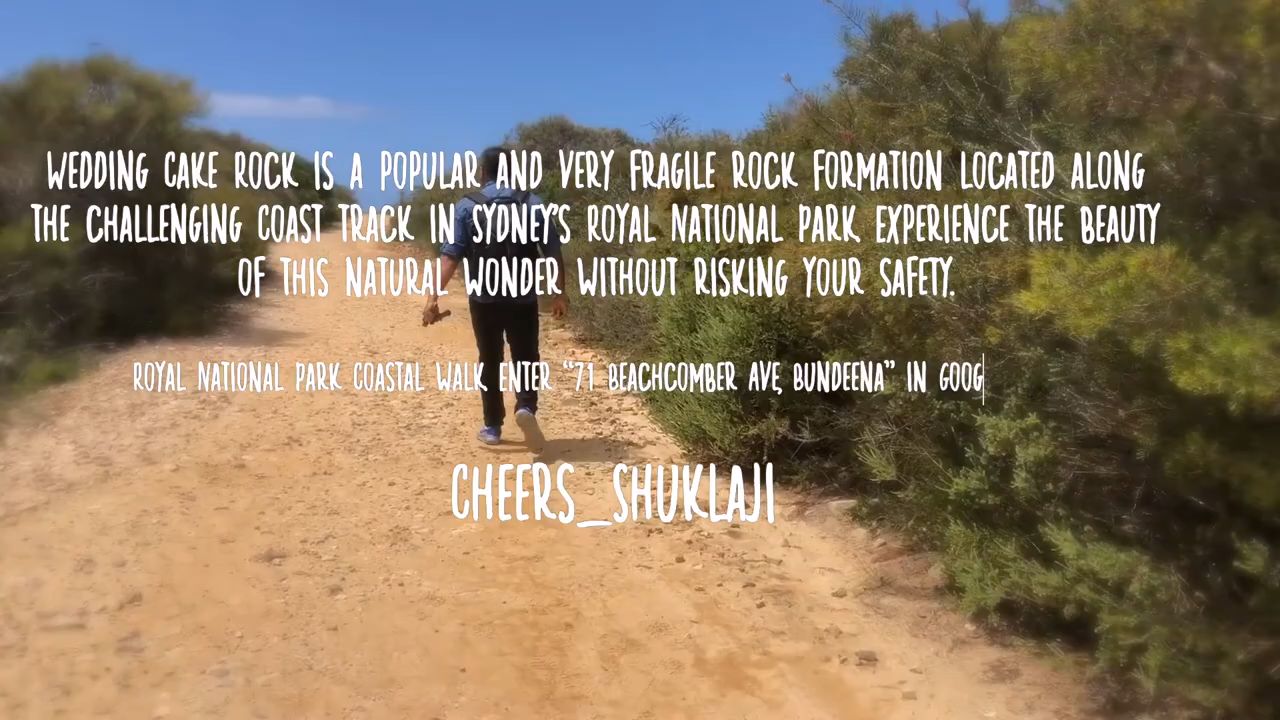 WEDDING CAKE ROCK IS A POPULAR AND VERY FRAGILE ROCK FORMATION LOCATED ALONG
THE CHALLENGING COAST TRACK IN SYDNEY'S ROYAL NATIONAL PARK. EXPERIENCE THE BEAUTY
OF THIS NATURAL WONDER WITHOUT RISKING YOUR SAFETY.
ROYAL NATIONAL PARK COASTAL WALK. ENTER “71 BEACHCOMBER AVE, BUNDEENA” IN GOOG
CHEERS_SHUKLAJI